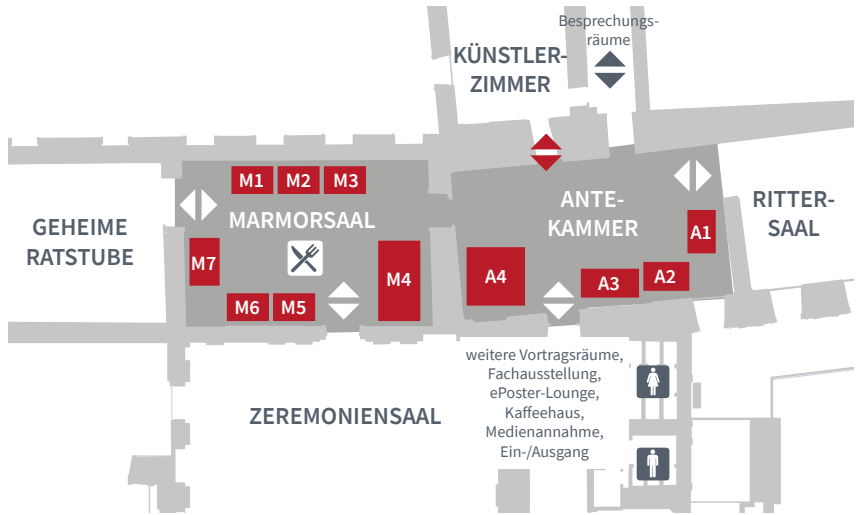 Besprechungs-
räume
KÜNSTLER-
ZIMMER
M1
M2
M3
MARMORSAAL
ANTE-
KAMMER
RITTER-
SAAL
GEHEIME
RATSTUBE
A1
M7
M4
A4
A3
A2
M6
M5
weitere Vortragsräume,
Fachausstellung,
ePoster-Lounge,
Kaffeehaus,
Medienannahme,
Ein-/Ausgang
ZEREMONIENSAAL